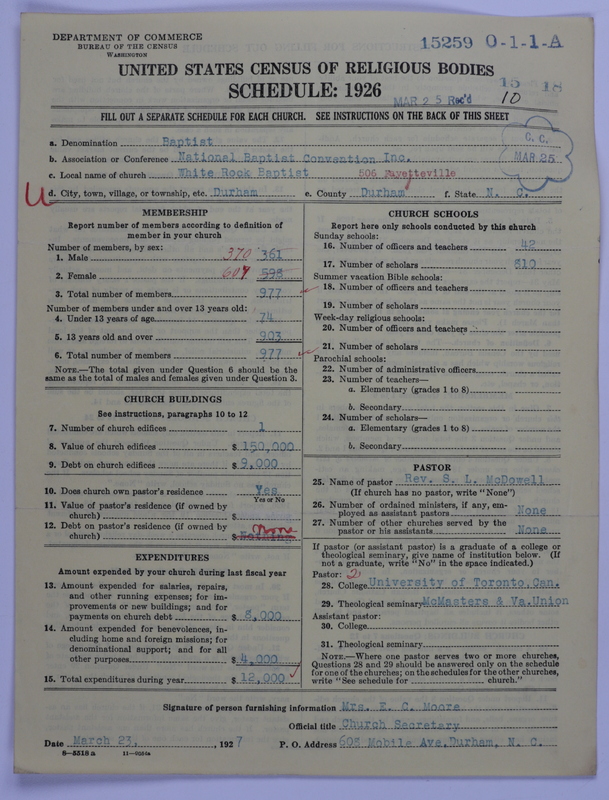 DEPARTMENT OF COMMERCE
BUREAU OF THE CENSUS
WASHINGTON
15259 0-1-1-A
UNITED STATES CENSUS OF RELIGIOUS BODIES
SCHEDULE: 1926
MAR 25 Rec'd
15 18
10
FILL OUT A SEPARATE SCHEDULE FOR EACH CHURCH. SEE INSTRUCTIONS ON THE BACK OF THIS SHEET
C. C.
MAR 25
a. Denomination Baptist
b. Association or Conference National Baptist Convention Inc.
c. Local name of church White Rock Baptist 506 Fayetteville
U d. City, town, village, or township, etc. Durham e. County Durham f. State N. C.
MEMBERSHIP
Report number of members according to definition of
member in your church
Number of members, by sex:
1. Male 370 361
2. Female 607 598
3. Total number of members 977
Number of members under and over 13 years old:
4. Under 13 years of age 74
5. 13 years old and over 903
6. Total number of members 977
NOTE.—The total given under Question 6 should be the
same as the total of males and females given under Question 3.
CHURCH BUILDINGS
See instructions, paragraphs 10 to 12
7. Number of church edifices 1
8. Value of church edifices $ 150,000
9. Debt on church edifices $ 9,000
10. Does church own pastor's residence Yes
Yes or No
11. Value of pastor's residence (if owned by
church) $
12. Debt on pastor's residence (if owned by
church) $ Nothing none
EXPENDITURES
Amount expended by your church during last fiscal year
13. Amount expended for salaries, repairs,
and other running expenses; for im-
provements or new buildings; and for
payments on church debt $ 8,000
14. Amount expended for benevolences, in-
cluding home and foreign missions; for
denominational support; and for all
other purposes $ 4,000
15. Total expenditures during year $ 12,000
CHURCH SCHOOLS
Report here only schools conducted by this church
Sunday schools:
16. Number of officers and teachers 42
17. Number of scholars 810
Summer vacation Bible schools:
18. Number of officers and teachers
19. Number of scholars
Week-day religious schools:
20. Number of officers and teachers
21. Number of scholars
Parochial schools:
22. Number of administrative officers
23. Number of teachers—
a. Elementary (grades 1 to 8)
b. Secondary
24. Number of scholars—
a. Elementary (grades 1 to 8)
b. Secondary
PASTOR
25. Name of pastor Rev. S. L. McDowell
(If church has no pastor, write "None")
26. Number of ordained ministers, if any, em-
ployed as assistant pastors None
27. Number of other churches served by the
pastor or his assistants None
If pastor (or assistant pastor) is a graduate of a college or
theological seminary, give name of institution below. (If
not a graduate, write "No" in the space indicated.)
Pastor: 2
28. College University of Toronto,Can.
29. Theological seminary McMasters & Va.Union
Assistant pastor:
30. College
31. Theological seminary
NOTE.—Where one pastor serves two or more churches,
Questions 28 and 29 should be answered only on the schedule
for one of the churches; on the schedules for the other churches,
write "See schedule for church."
Signature of person furnishing information Mrs. E. C. Moore
Official title Church Secretary
Date March 23, , 1927 P. O. Address 602 Mobile Ave.Durham, N. C.
8—5518a 11—9054a